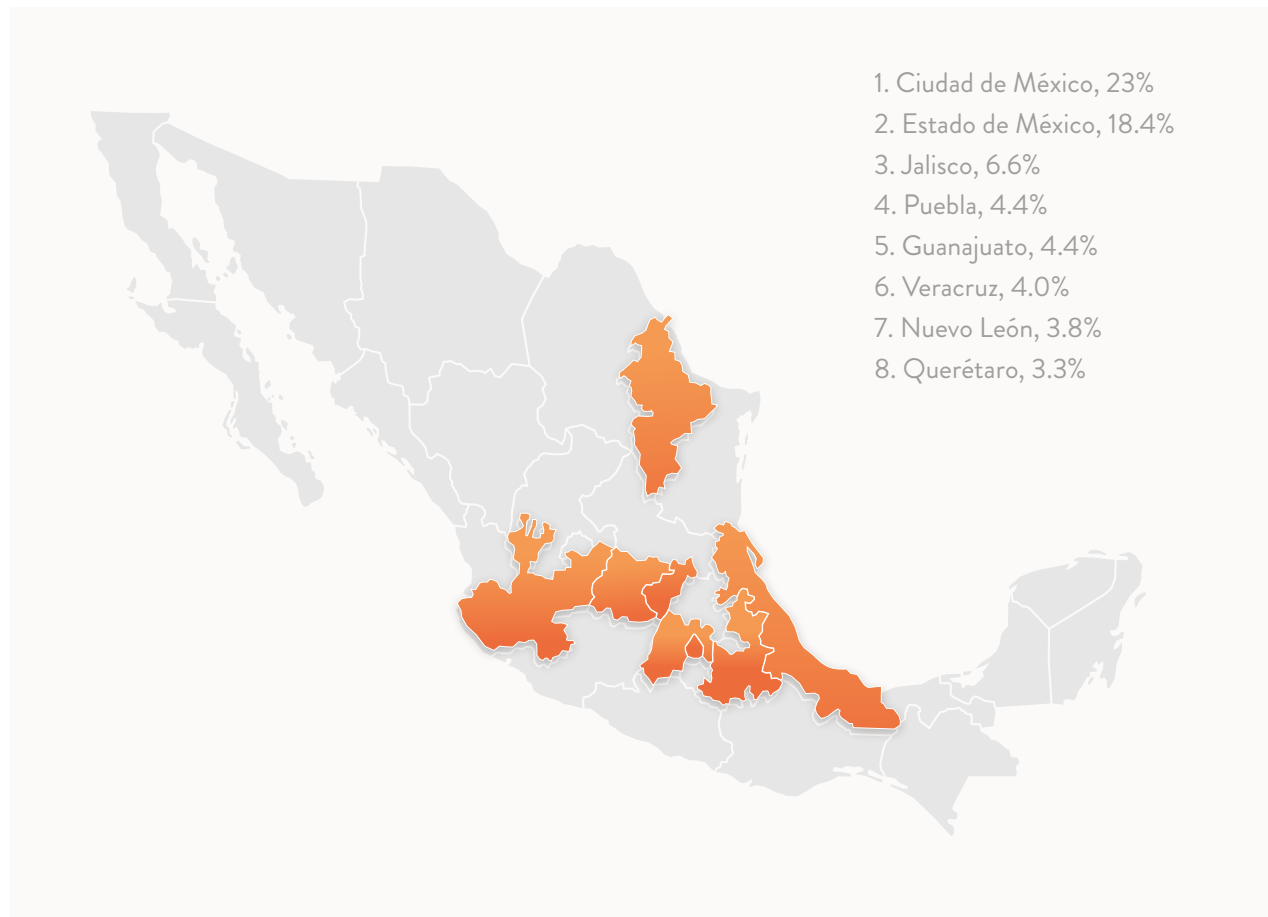 1. Ciudad de México, 23%
2. Estado de México, 18.4%
3. Jalisco, 6.6%
4. Puebla, 4.4%
5. Guanajuato, 4.4%
6. Veracruz, 4.0%
7. Nuevo León, 3.8%
8. Querétaro, 3.3%